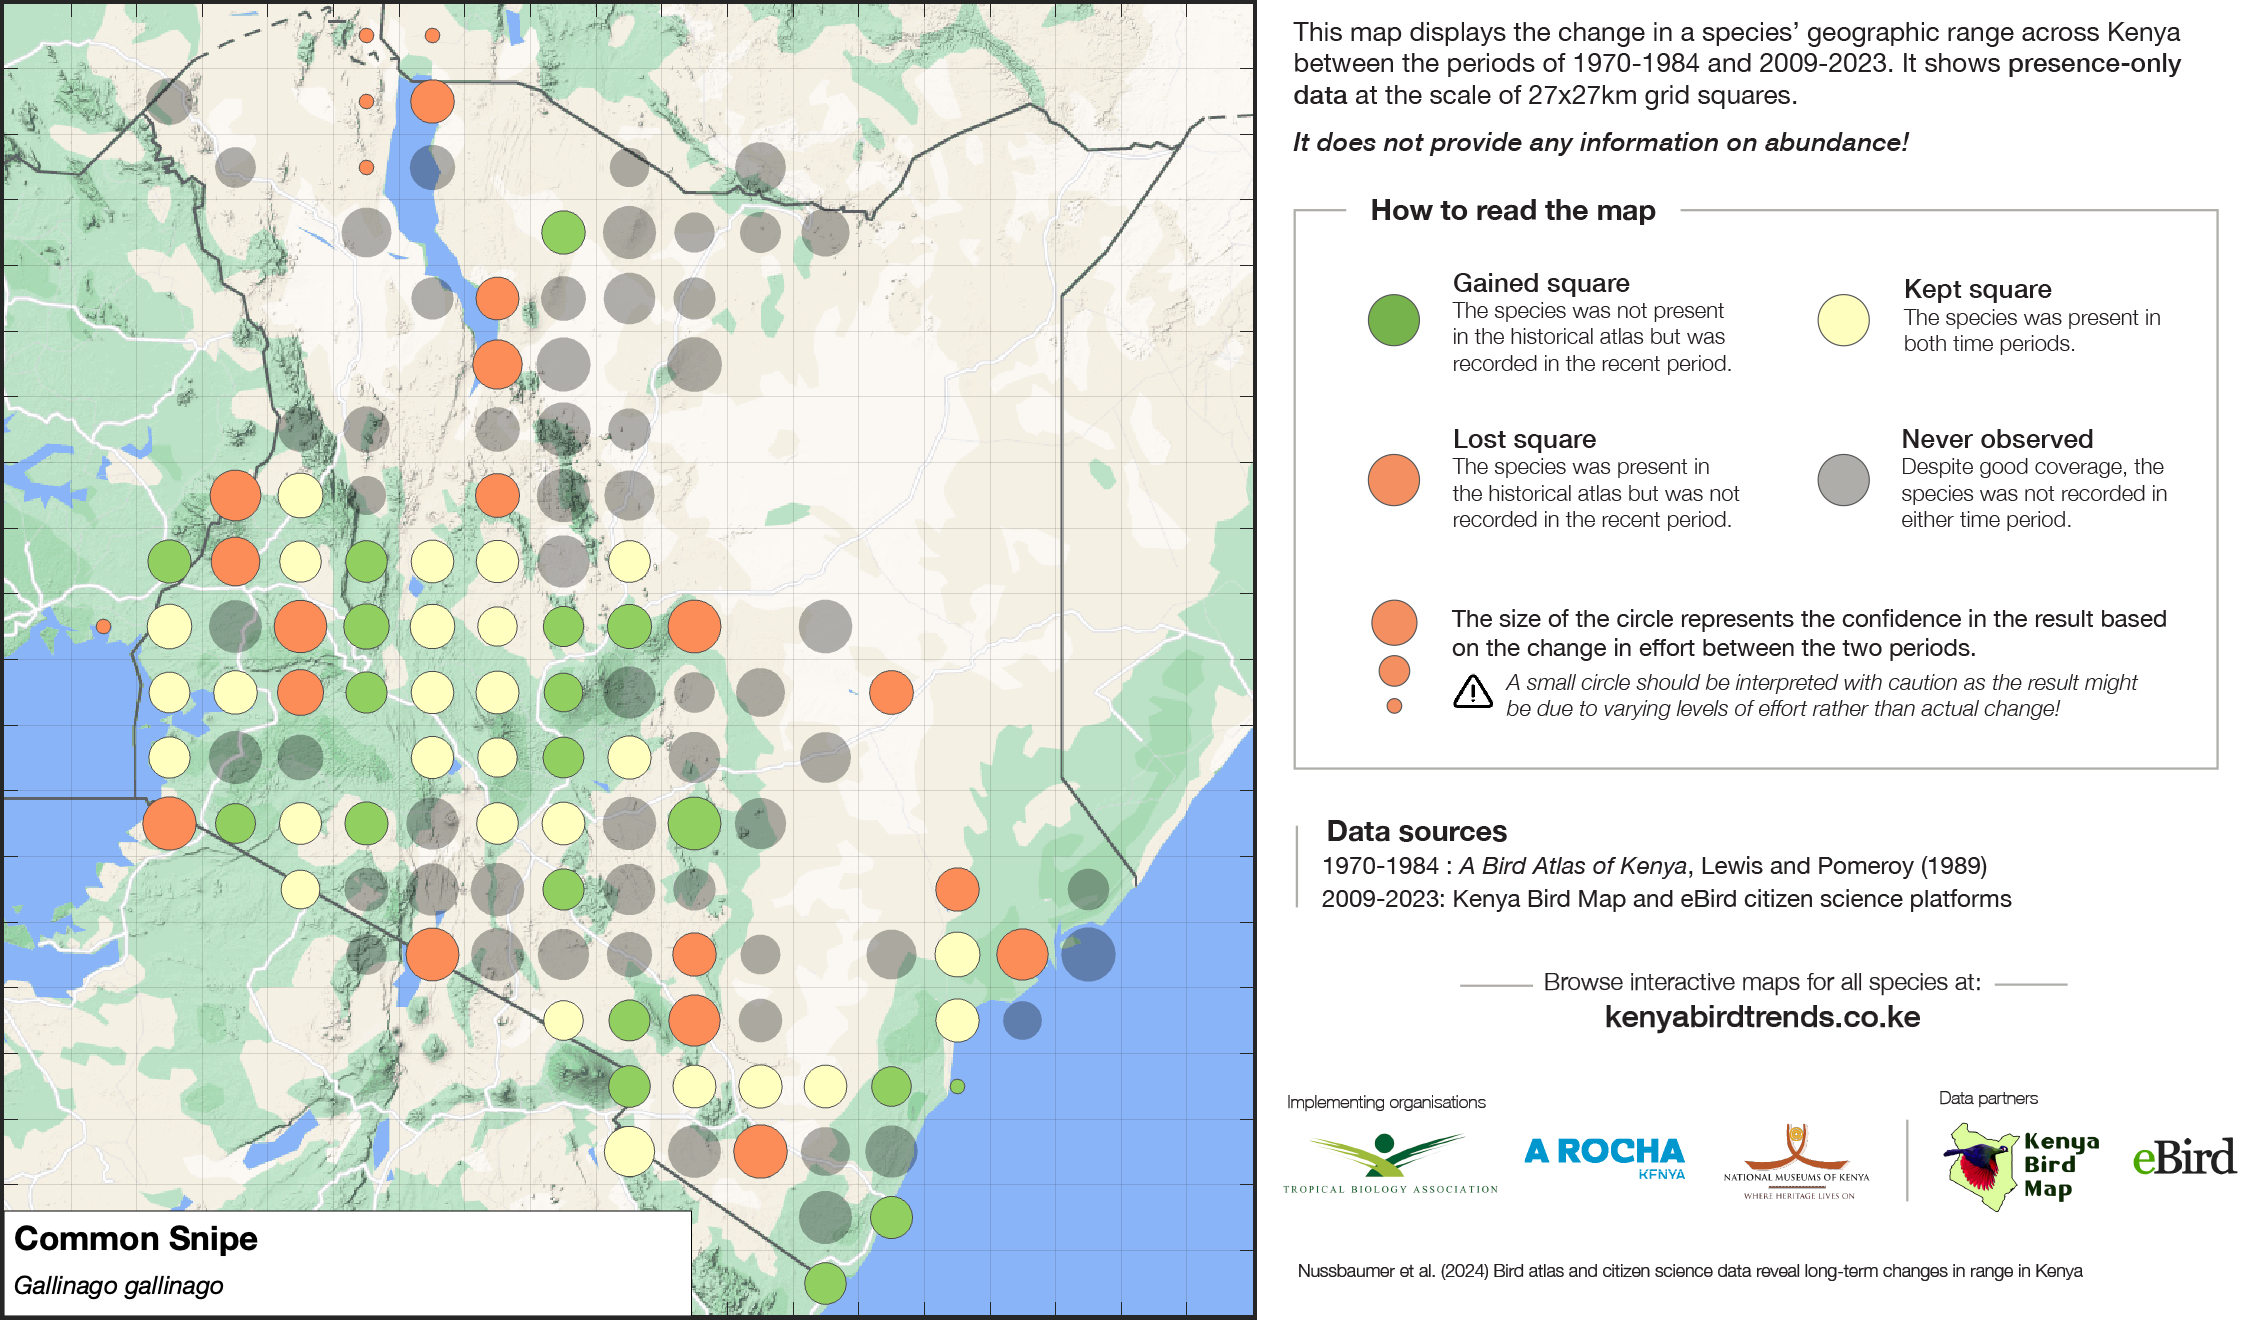 This map displays the change in a species’ geographic range across Kenya
between the periods of 1970-1984 and 2009-2023. It shows presence-only
data at the scale of 27x27km grid squares.
It does not provide any information on abundance!
How to read the map
Gained square
The species was not present
in the historical atlas but was
recorded in the recent period.
Kept square
The species was present in
both time periods.
Lost square
The species was present in
the historical atlas but was not
recorded in the recent period.
Never observed
Despite good coverage, the
species was not recorded in
either time period.
The size of the circle represents the confidence in the result based
on the change in effort between the two periods.
A small circle should be interpreted with caution as the result might
be due to varying levels of effort rather than actual change!
Data sources
1970-1984 : A Bird Atlas of Kenya, Lewis and Pomeroy (1989)
2009-2023: Kenya Bird Map and eBird citizen science platforms
Browse interactive maps for all species at:
kenyabirdtrends.co.ke
Implementing organisations
Data partners
TROPICAL BIOLOGY ASSOCIATION
A ROCHA
KENYA
NATIONAL MUSEUMS OF KENYA
WHERE HERITAGE LIVES ON
Kenya
Bird
Map
eBird
Nussbaumer et al. (2024) Bird atlas and citizen science data reveal long-term changes in range in Kenya
Common Snipe
Gallinago gallinago